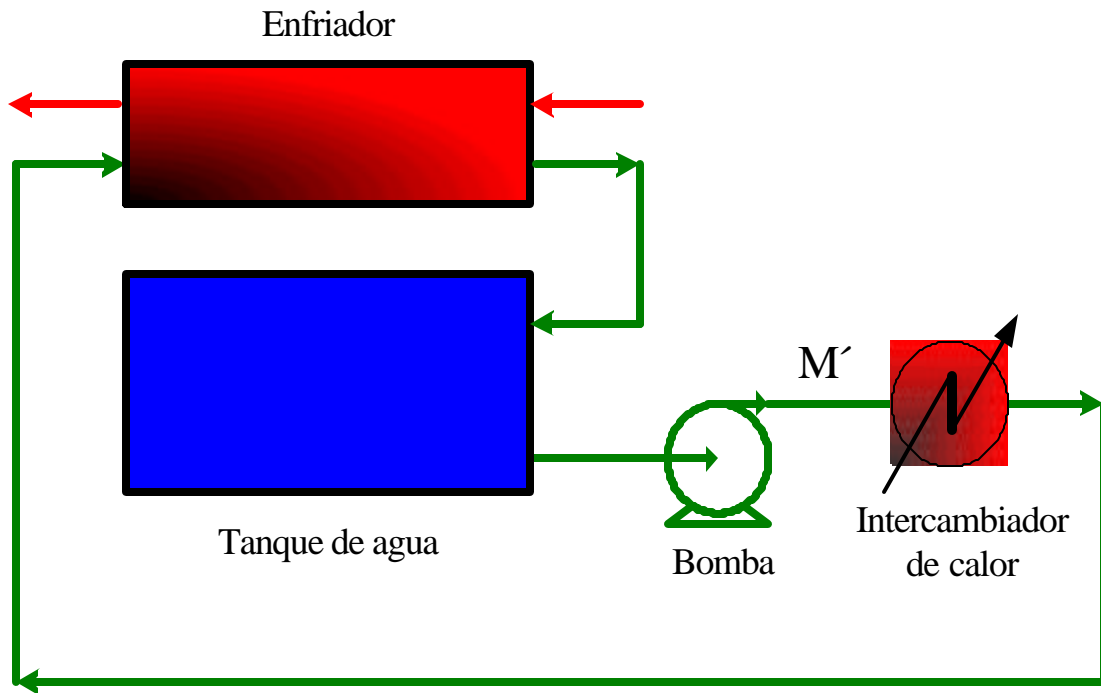 Enfriador
M´
Tanque de agua
Bomba
Intercambiador
de calor